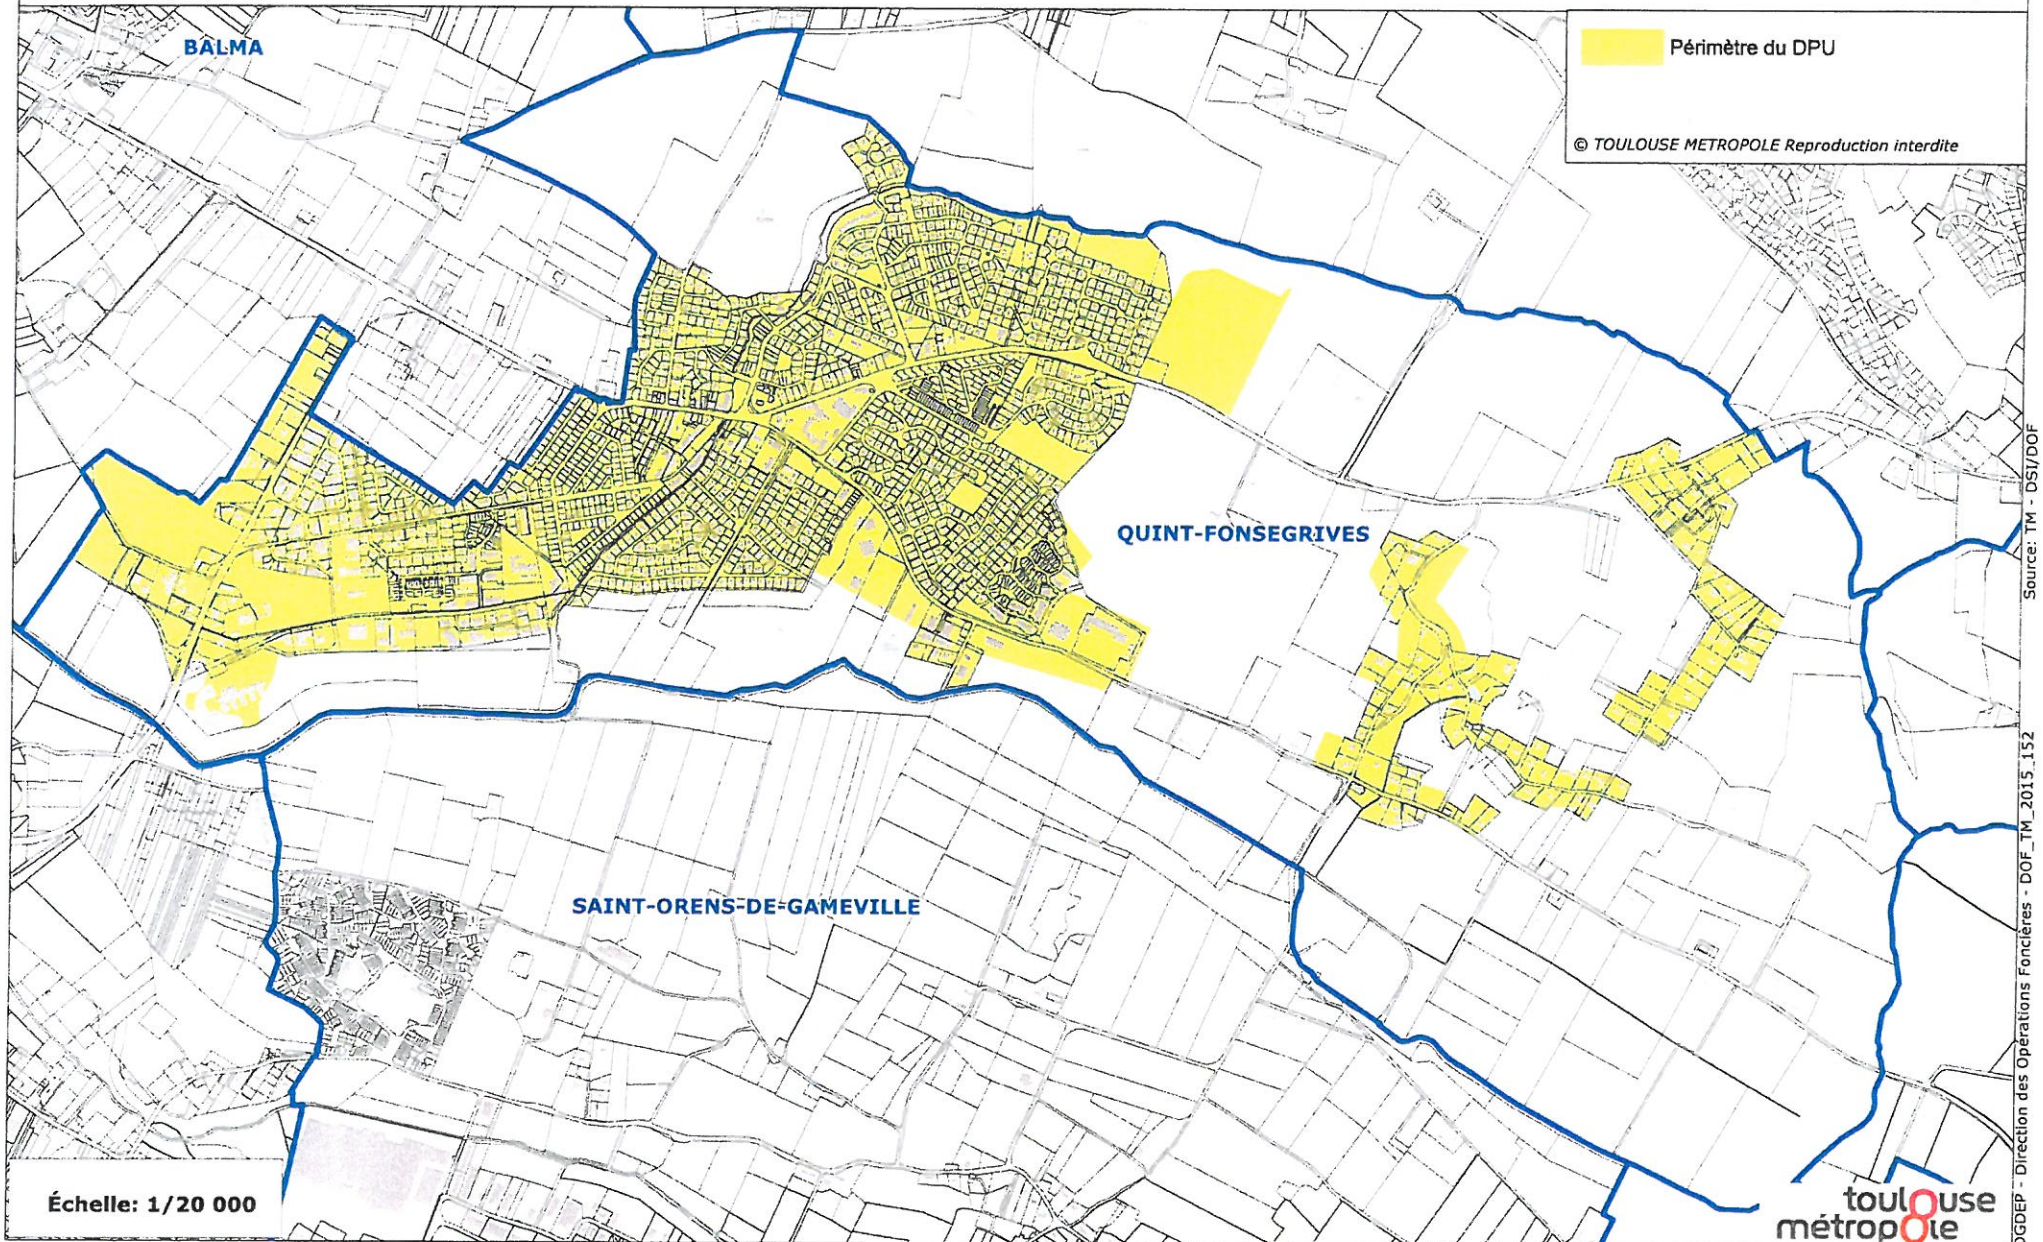 BALMA
Périmètre du DPU
© TOULOUSE METROPOLE Reproduction interdite
QUINT-FONSEGRIVES
SAINT-ORENS-DE-GAMEVILLE
Échelle: 1/20 000
toulouse
métropole
DGDEP - Direction des Opérations Foncières - DOF_TM_2015_152
Source: TM - DSI/DOF